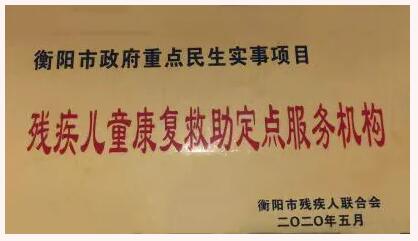 衡阳市政府重点民生实事项目
残疾儿童康复救助定点服务机构
衡阳市残疾人联合会
二〇二〇年五月